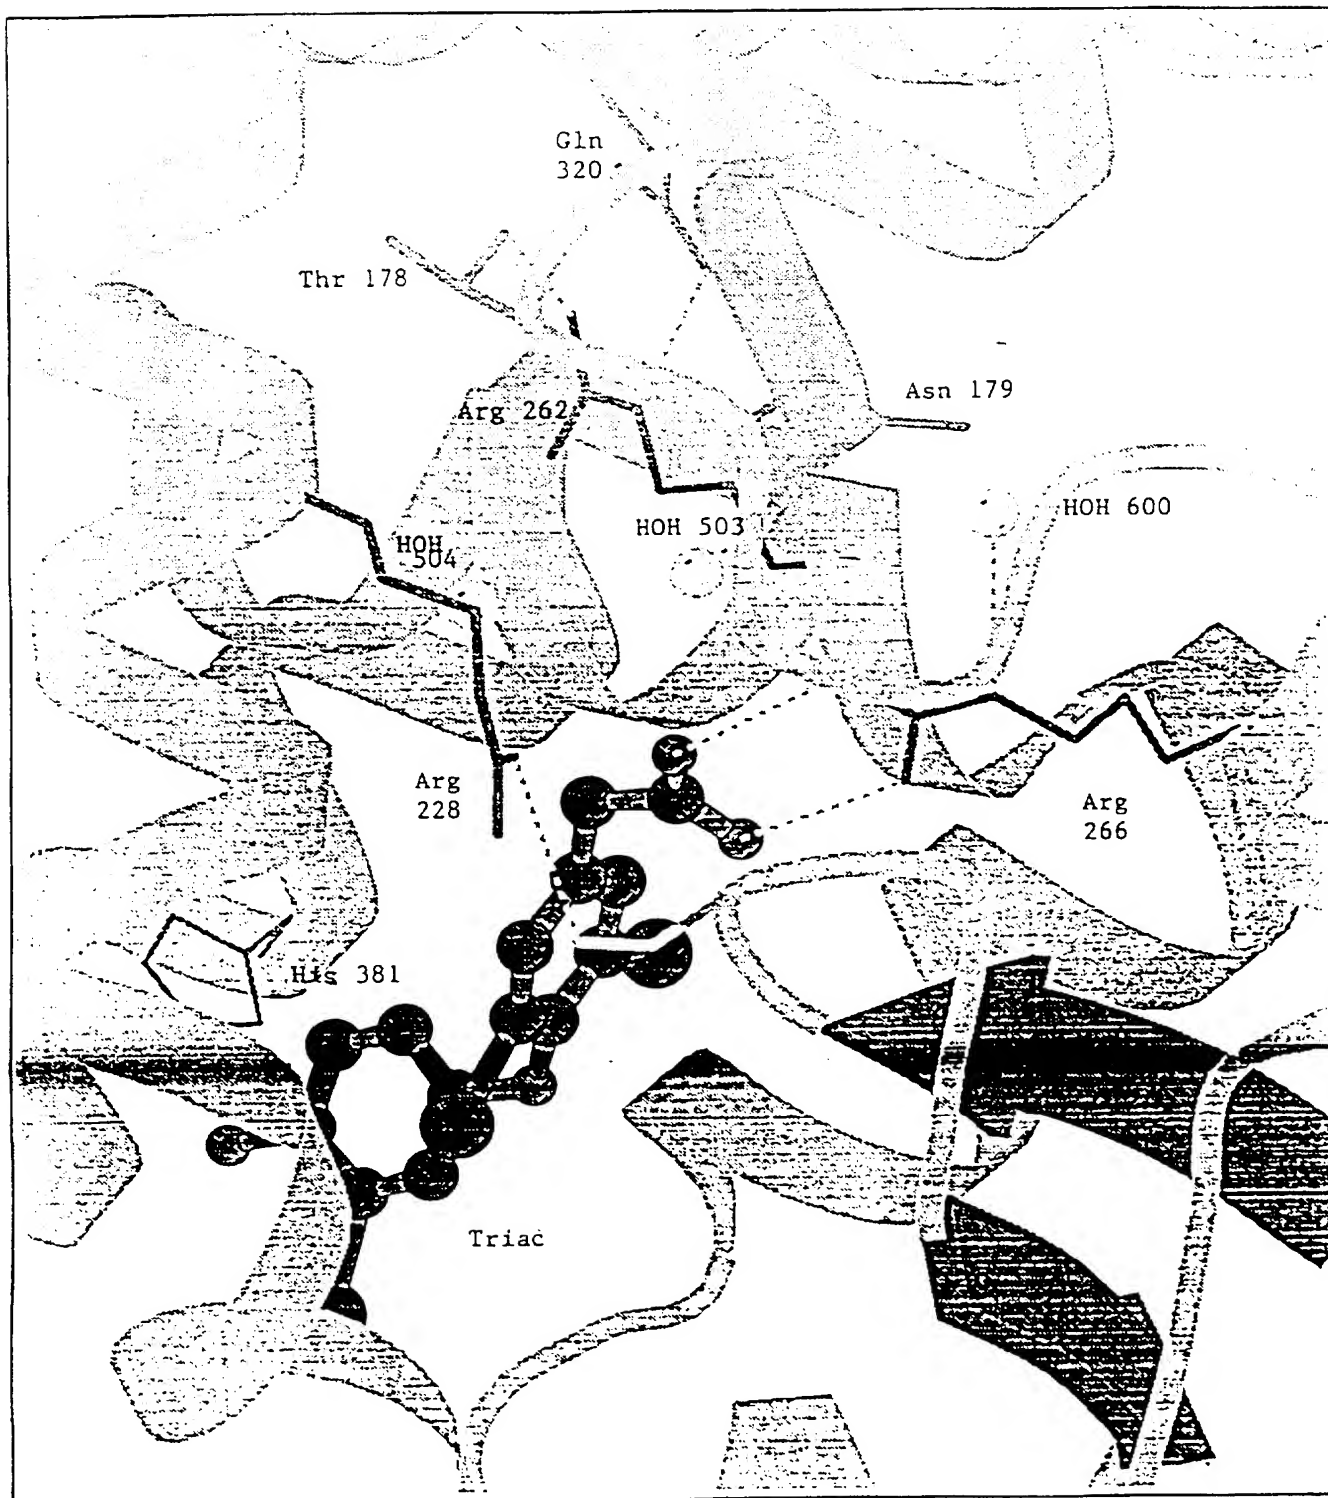 Gln
320
Thr 178
Asn 179
Arg 262
HOH 600
HOH 503
HOH
504
Arg
228
Arg
266
His 381
Triac